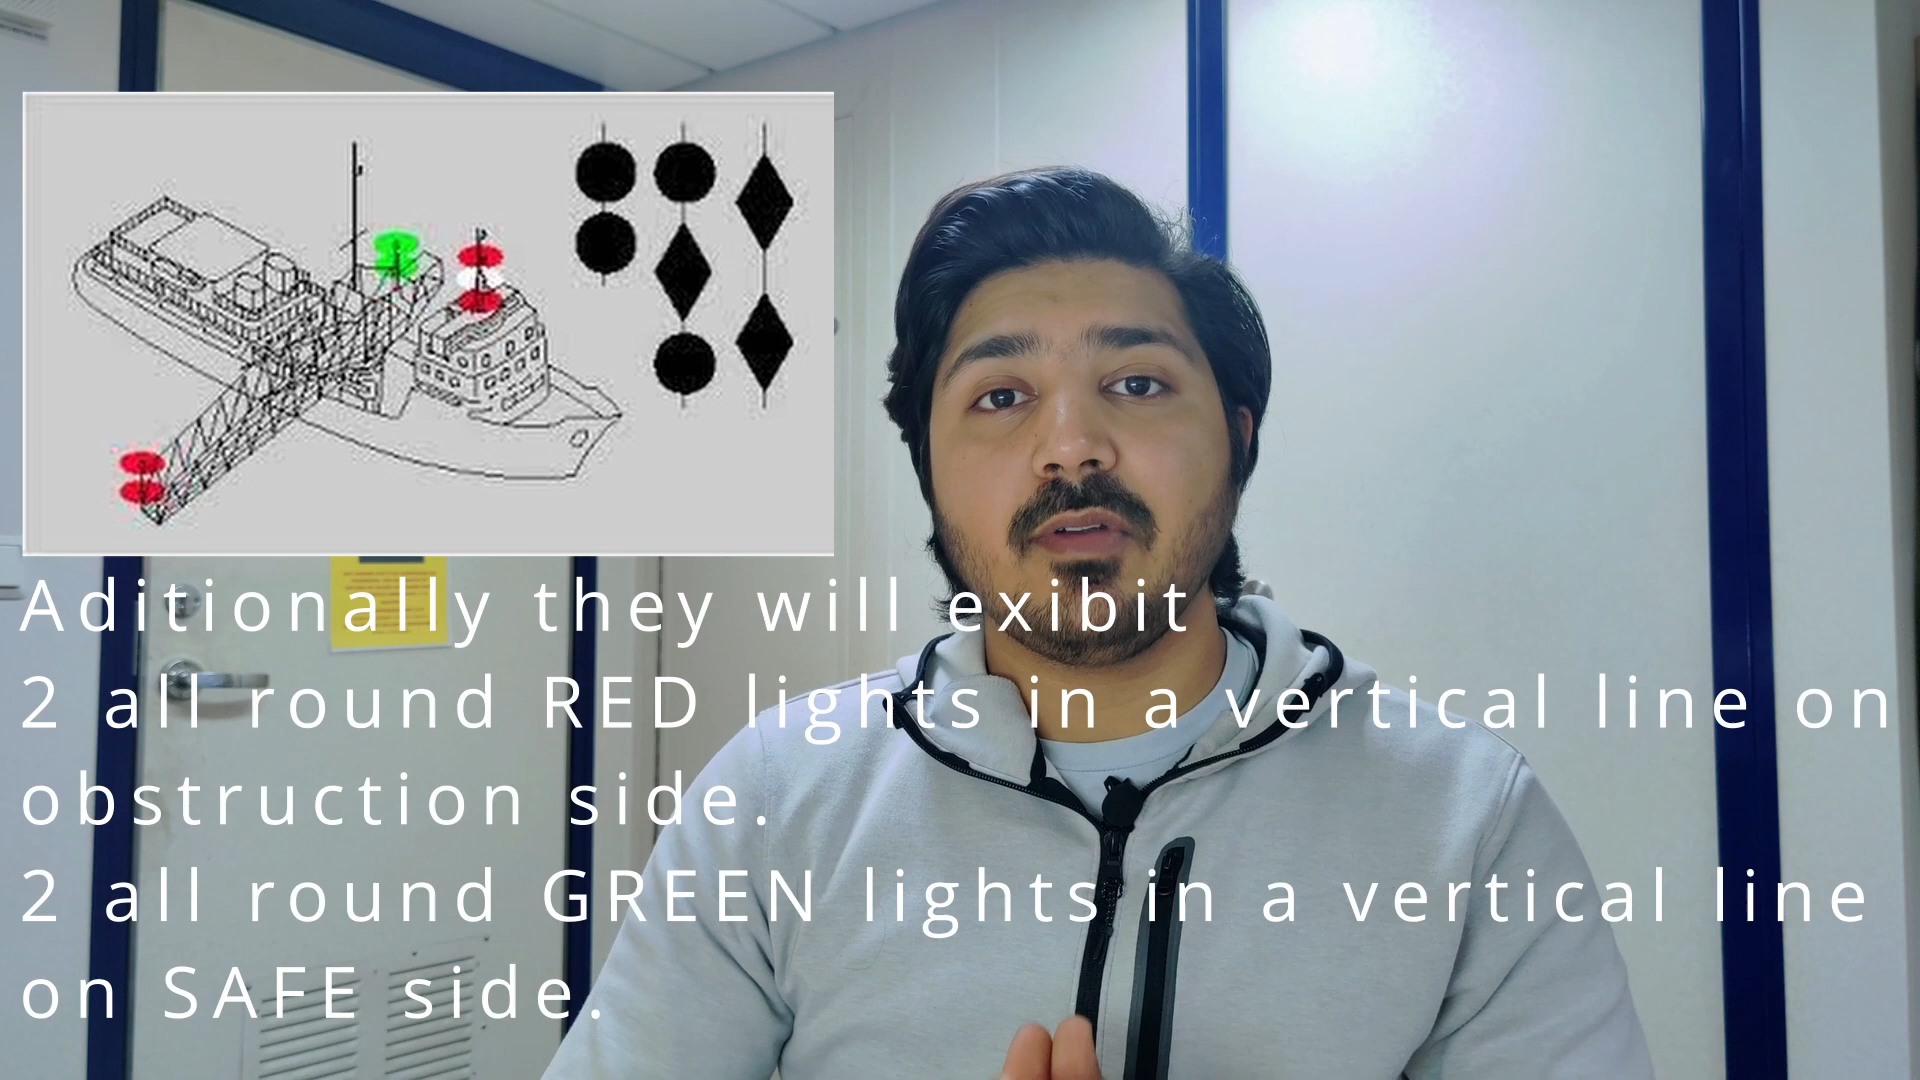 Aditionally they will exibit
2 all round RED lights in a vertical line on
obstruction side.
2 all round GREEN lights in a vertical line
on SAFE side.